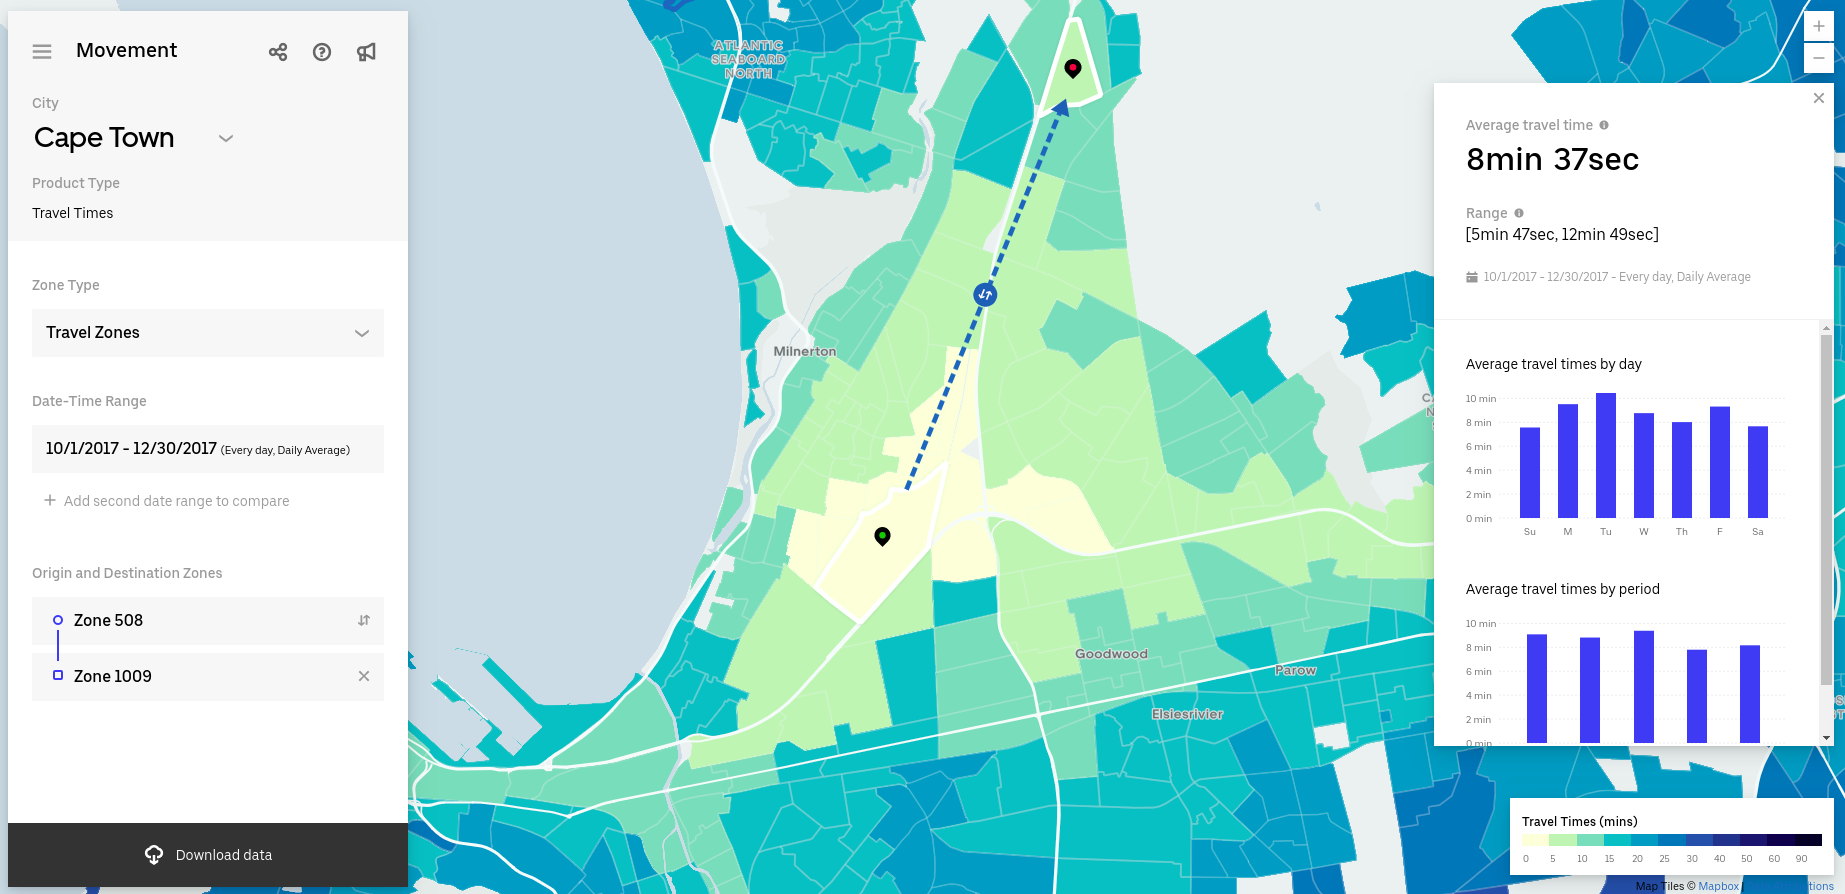 Movement
City
Cape Town
Product Type
Travel Times
Zone Type
Travel Zones
Date-Time Range
10/1/2017 - 12/30/2017 (Every day, Daily Average)
Add second date range to compare
Origin and Destination Zones
Zone 508
Zone 1009
Download data
ATLANTIC
SEABOARD
NORTH
Milnerton
Goodwood
Parow
Elsiesrivier
Average travel time
8min 37sec
Range
[5min 47sec, 12min 49sec]
10/1/2017 - 12/30/2017 - Every day, Daily Average
Average travel times by day
10 min
8 min
6 min
4 min
2 min
0 min
Su M Tu W Th F Sa
Average travel times by period
10 min
8 min
6 min
4 min
2 min
0 min
Travel Times (mins)
0 5 10 15 20 25 30 40 50 60 90
Map Tiles © Mapbox